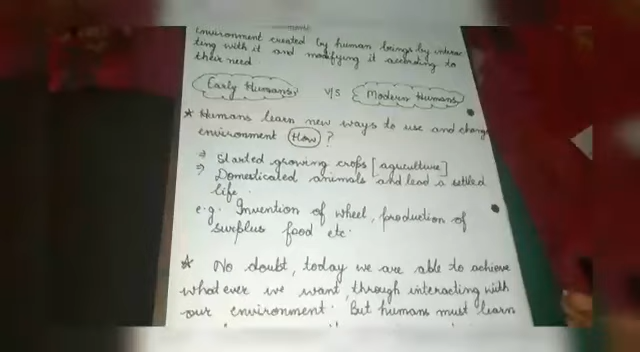 Environment created by human beings by interac
ting with it and modifying it according to
their need
Early Humans V/S Modern Humans
* Humans learn new ways to use and change
environment (How) ?
⇒ Started growing crops [agriculture]
⇒ Domesticated animals and lead a settled
life.
e.g. Invention of wheel, production of
surplus food etc.
* No doubt, today we are able to achieve
what ever we want, through interacting with
our environment. But humans must learn